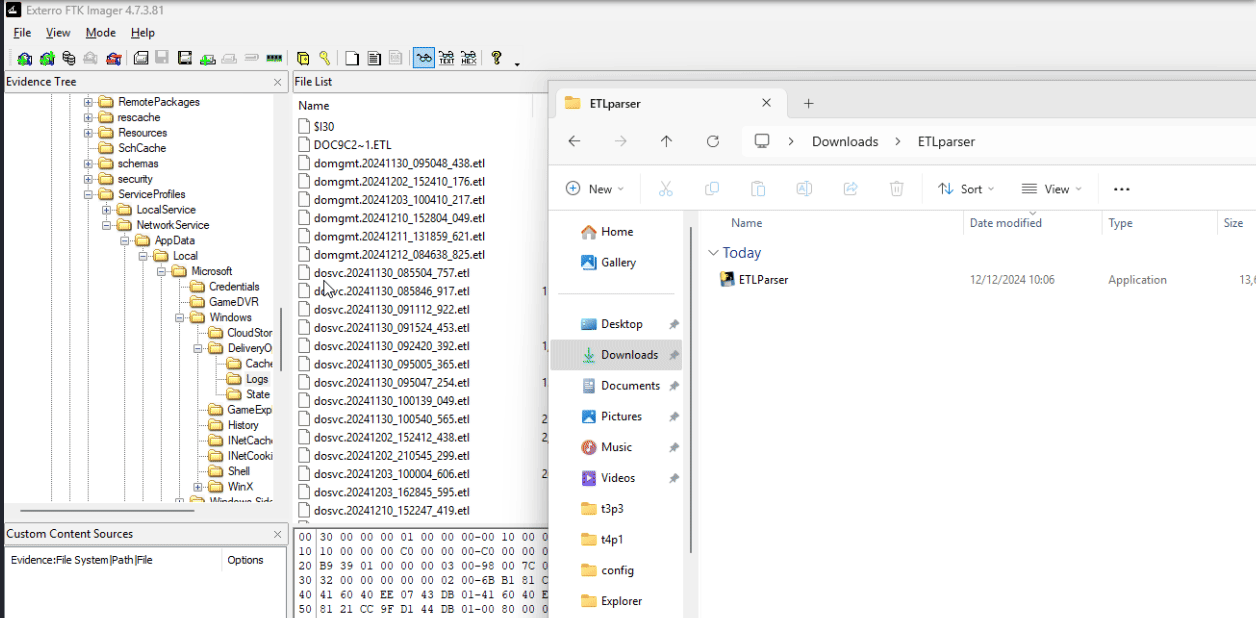 Exterro FTK Imager 4.7.3.81
File View Mode Help
Evidence Tree
RemotePackages
rescache
Resources
SchCache
schemas
security
ServiceProfiles
LocalService
NetworkService
AppData
Local
Microsoft
Credentials
GameDVR
Windows
CloudStor
DeliveryO
Cache
Logs
State
GameExp
History
INetCach
INetCooki
Shell
WinX
Custom Content Sources
Evidence:File System|Path|File Options
File List
Name
$I30
DOC9C2~1.ETL
domgmt.20241130_095048_438.etl
domgmt.20241202_152410_176.etl
domgmt.20241203_100410_217.etl
domgmt.20241210_152804_049.etl
domgmt.20241211_131859_621.etl
domgmt.20241212_084638_825.etl
dosvc.20241130_085504_757.etl
dosvc.20241130_085846_917.etl 1
dosvc.20241130_091112_922.etl
dosvc.20241130_091524_453.etl
dosvc.20241130_092420_392.etl 1,
dosvc.20241130_095005_365.etl
dosvc.20241130_095047_254.etl 1
dosvc.20241130_100139_049.etl
dosvc.20241130_100540_565.etl 2
dosvc.20241202_152412_438.etl 2,
dosvc.20241202_210545_299.etl
dosvc.20241203_100004_606.etl 2
dosvc.20241203_162845_595.etl
dosvc.20241210_152247_419.etl
00 30 00 00 00 01 00 00 00-00 10 00 0
10 10 00 00 00 C0 00 00 00-C0 00 00 0
20 B9 39 01 00 00 00 03 00-98 00 7C 0
30 32 00 00 00 00 00 02 00-6B B1 81 C
40 41 60 40 EE 07 43 DB 01-41 60 40 E
50 81 21 CC 9F D1 44 DB 01-00 80 00 0
ETLparser
Downloads > ETLparser
New Sort View
Home
Gallery
Desktop
Downloads
Documents
Pictures
Music
Videos
t3p3
t4p1
config
Explorer
Name Date modified Type Size
Today
ETLParser 12/12/2024 10:06 Application 13,6